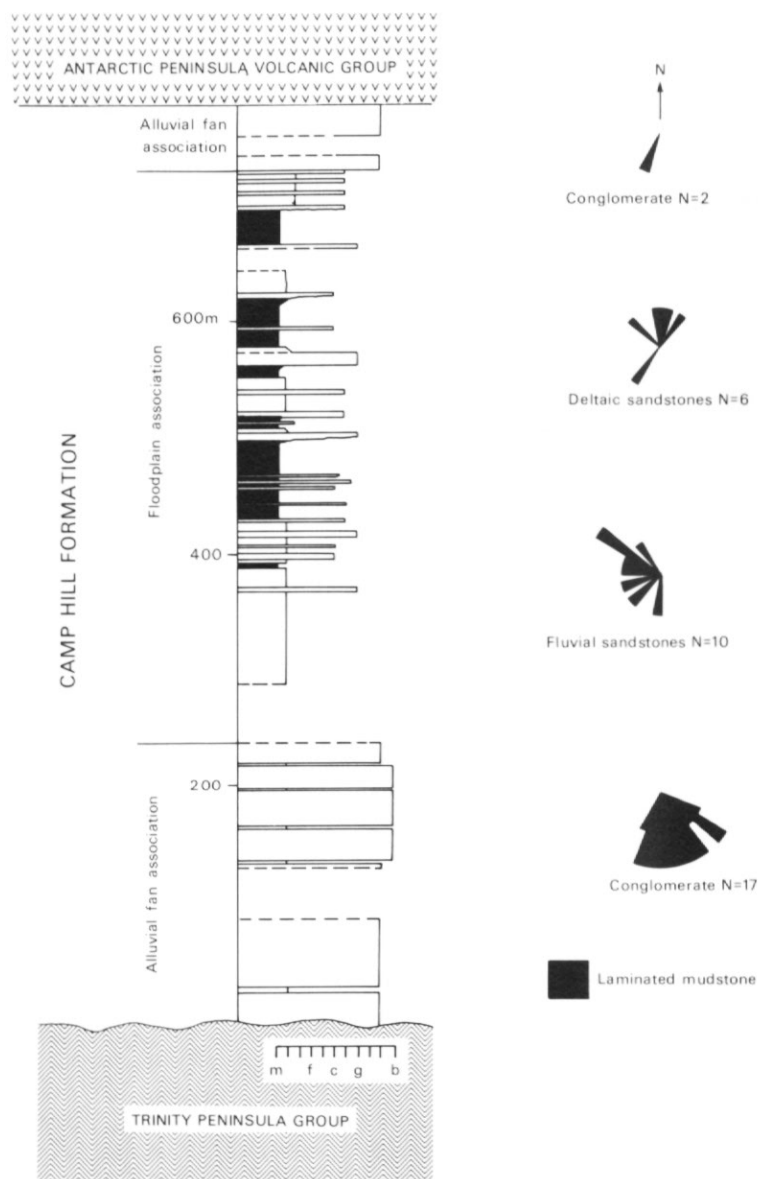 ANTARCTIC PENINSULA VOLCANIC GROUP
Alluvial fan
association
600m
Floodplain association
CAMP HILL FORMATION
400
200
Alluvial fan association
m f c g b
TRINITY PENINSULA GROUP
N
Conglomerate N=2
Deltaic sandstones N=6
Fluvial sandstones N=10
Conglomerate N=17
Laminated mudstone